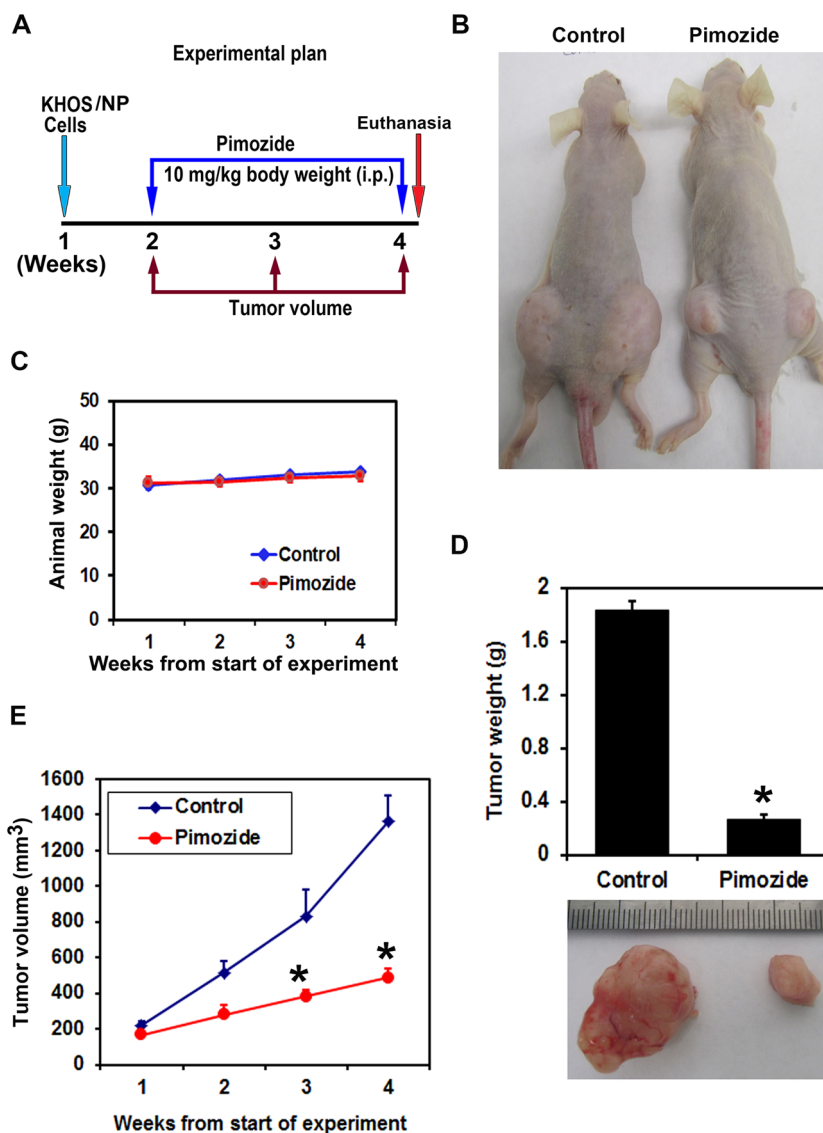 A
Experimental plan
KHOS/NP
Cells
Pimozide
10 mg/kg body weight (i.p.)
Euthanasia
1
2
3
4
(Weeks)
Tumor volume
B
Control
Pimozide
C
Animal weight (g)
50
40
30
20
10
0
Control
Pimozide
1
2
3
4
Weeks from start of experiment
D
Tumor weight (g)
2
1.6
1.2
0.8
0.4
0
*
Control
Pimozide
E
Tumor volume (mm3)
1600
1400
1200
1000
800
600
400
200
0
Control
Pimozide
*
*
1
2
3
4
Weeks from start of experiment